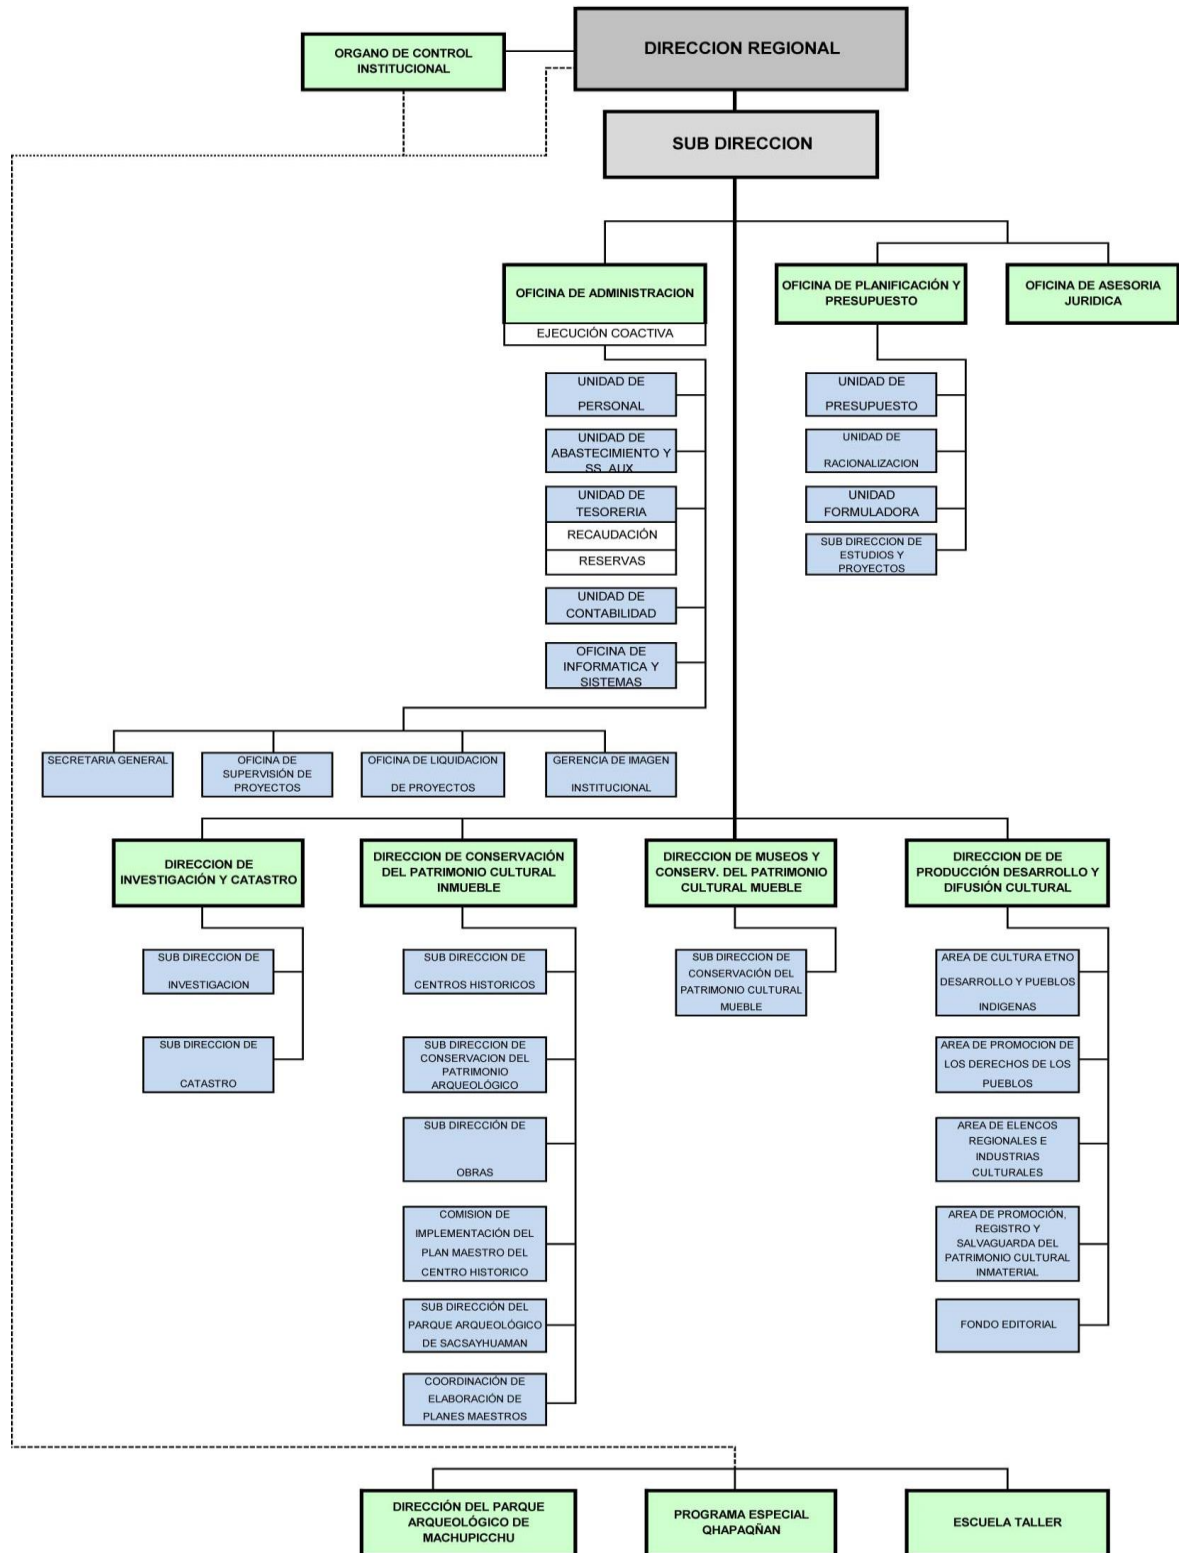 DIRECCION REGIONAL
ORGANO DE CONTROL
INSTITUCIONAL
SUB DIRECCION
OFICINA DE ADMINISTRACION
EJECUCIÓN COACTIVA
OFICINA DE PLANIFICACIÓN Y
PRESUPUESTO
OFICINA DE ASESORIA
JURIDICA
UNIDAD DE
PERSONAL
UNIDAD DE
ABASTECIMIENTO Y
SS. AUX
UNIDAD DE
TESORERIA
RECAUDACIÓN
RESERVAS
UNIDAD DE
CONTABILIDAD
OFICINA DE
INFORMATICA Y
SISTEMAS
UNIDAD DE
PRESUPUESTO
UNIDAD DE
RACIONALIZACION
UNIDAD
FORMULADORA
SUB DIRECCION DE
ESTUDIOS Y
PROYECTOS
SECRETARIA GENERAL
OFICINA DE
SUPERVISIÓN DE
PROYECTOS
OFICINA DE LIQUIDACION
DE PROYECTOS
GERENCIA DE IMAGEN
INSTITUCIONAL
DIRECCION DE
INVESTIGACIÓN Y CATASTRO
DIRECCION DE CONSERVACIÓN
DEL PATRIMONIO CULTURAL
INMUEBLE
DIRECCION DE MUSEOS Y
CONSERV. DEL PATRIMONIO
CULTURAL MUEBLE
DIRECCION DE DE
PRODUCCIÓN DESARROLLO Y
DIFUSIÓN CULTURAL
SUB DIRECCION DE
INVESTIGACION
SUB DIRECCION DE
CATASTRO
SUB DIRECCION DE
CENTROS HISTORICOS
SUB DIRECCION DE
CONSERVACION DEL
PATRIMONIO
ARQUEOLÓGICO
SUB DIRECCIÓN DE
OBRAS
COMISION DE
IMPLEMENTACIÓN DEL
PLAN MAESTRO DEL
CENTRO HISTORICO
SUB DIRECCIÓN DEL
PARQUE ARQUEOLÓGICO
DE SACSAYHUAMAN
COORDINACIÓN DE
ELABORACIÓN DE
PLANES MAESTROS
SUB DIRECCION DE
CONSERVACIÓN DEL
PATRIMONIO CULTURAL
MUEBLE
AREA DE CULTURA ETNO
DESARROLLO Y PUEBLOS
INDIGENAS
AREA DE PROMOCION DE
LOS DERECHOS DE LOS
PUEBLOS
AREA DE ELENCOS
REGIONALES E
INDUSTRIAS
CULTURALES
AREA DE PROMOCIÓN,
REGISTRO Y
SALVAGUARDA DEL
PATRIMONIO CULTURAL
INMATERIAL
FONDO EDITORIAL
DIRECCIÓN DEL PARQUE
ARQUEOLÓGICO DE
MACHUPICCHU
PROGRAMA ESPECIAL
QHAPAQÑAN
ESCUELA TALLER